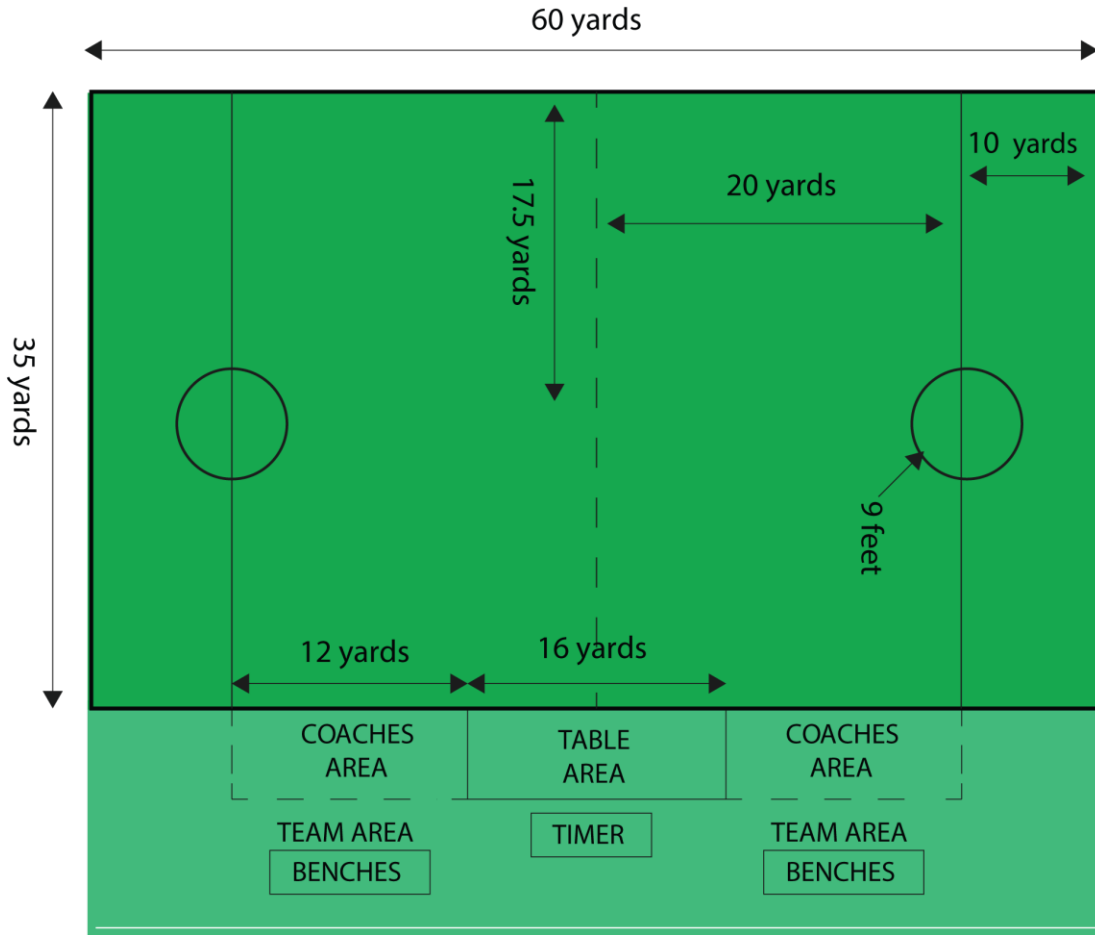 60 yards
10 yards
20 yards
17.5 yards
35 yards
9 feet
12 yards
16 yards
COACHES
AREA
TABLE
AREA
COACHES
AREA
TEAM AREA
BENCHES
TIMER
TEAM AREA
BENCHES